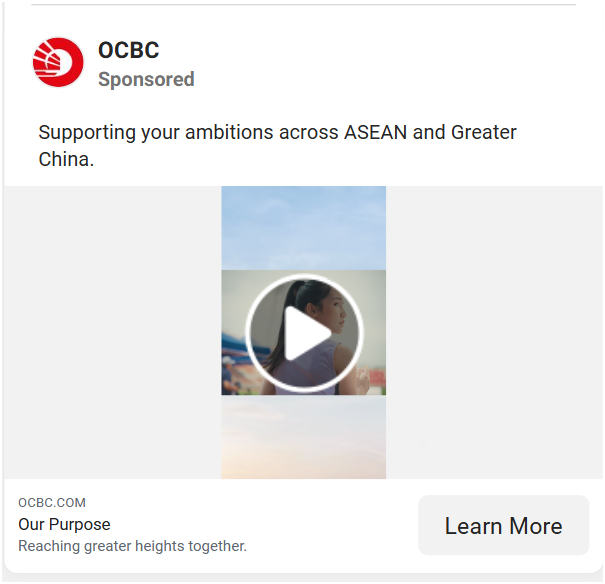 OCBC
Sponsored
Supporting your ambitions across ASEAN and Greater
China.
OCBC.COM
Our Purpose
Reaching greater heights together.
Learn More